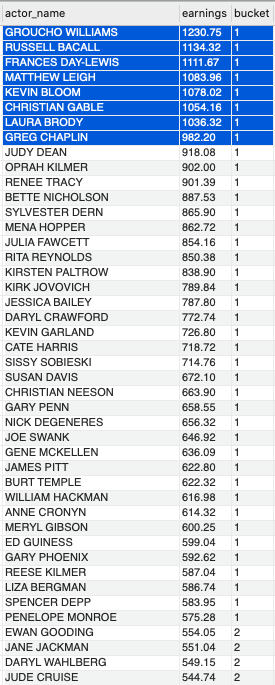 actor_name earnings bucket
GROUCHO WILLIAMS 1230.75 1
RUSSELL BACALL 1134.32 1
FRANCES DAY-LEWIS 1111.67 1
MATTHEW LEIGH 1083.96 1
KEVIN BLOOM 1078.02 1
CHRISTIAN GABLE 1054.16 1
LAURA BRODY 1036.32 1
GREG CHAPLIN 982.20 1
JUDY DEAN 918.08 1
OPRAH KILMER 902.00 1
RENEE TRACY 901.39 1
BETTE NICHOLSON 887.53 1
SYLVESTER DERN 865.90 1
MENA HOPPER 862.72 1
JULIA FAWCETT 854.16 1
RITA REYNOLDS 850.38 1
KIRSTEN PALTROW 838.90 1
KIRK JOVOVICH 789.84 1
JESSICA BAILEY 787.80 1
DARYL CRAWFORD 772.74 1
KEVIN GARLAND 726.80 1
CATE HARRIS 718.72 1
SISSY SOBIESKI 714.76 1
SUSAN DAVIS 672.10 1
CHRISTIAN NEESON 663.90 1
GARY PENN 658.55 1
NICK DEGENERES 656.32 1
JOE SWANK 646.92 1
GENE MCKELLEN 636.09 1
JAMES PITT 622.80 1
BURT TEMPLE 622.32 1
WILLIAM HACKMAN 616.98 1
ANNE CRONYN 614.32 1
MERYL GIBSON 600.25 1
ED GUINESS 599.04 1
GARY PHOENIX 592.62 1
REESE KILMER 587.04 1
LIZA BERGMAN 586.74 1
SPENCER DEPP 583.95 1
PENELOPE MONROE 575.28 1
EWAN GOODING 554.05 2
JANE JACKMAN 551.04 2
DARYL WAHLBERG 549.15 2
JUDE CRUISE 544.74 2